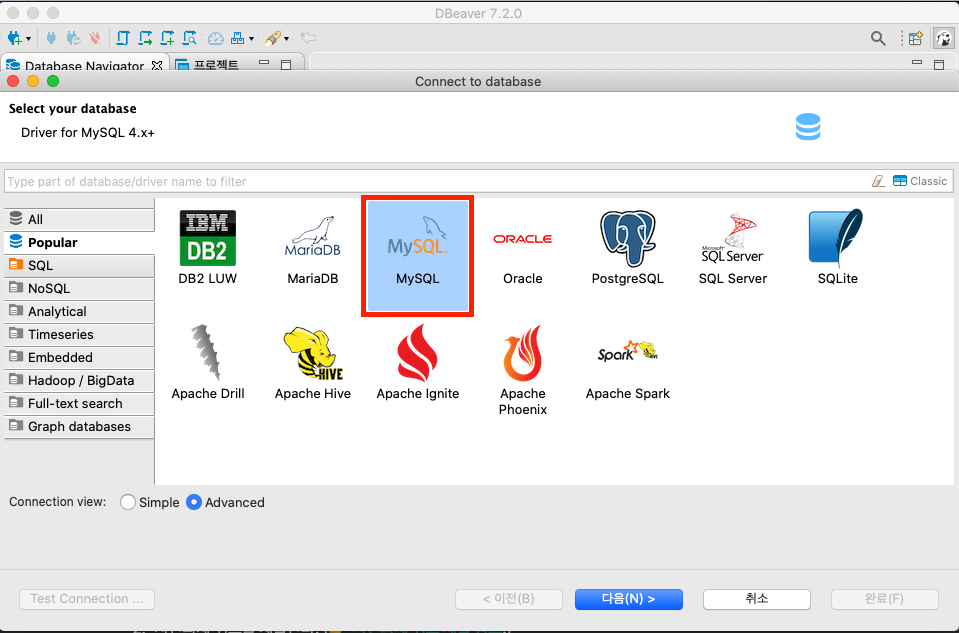 DBeaver 7.2.0
Database Navigator
프로젝트
Connect to database
Select your database
Driver for MySQL 4.x+
Type part of database/driver name to filter
Classic
All
Popular
SQL
NoSQL
Analytical
Timeseries
Embedded
Hadoop / BigData
Full-text search
Graph databases
IBM
DB2
DB2 LUW
MariaDB
MariaDB
MySQL
MySQL
ORACLE
Oracle
PostgreSQL
Microsoft
SQL Server
SQL Server
SQLite
Apache Drill
HIVE
Apache Hive
Apache Ignite
Apache
Phoenix
Spark
Apache Spark
Connection view:
Simple
Advanced
Test Connection ...
< 이전(B)
다음(N) >
취소
완료(F)